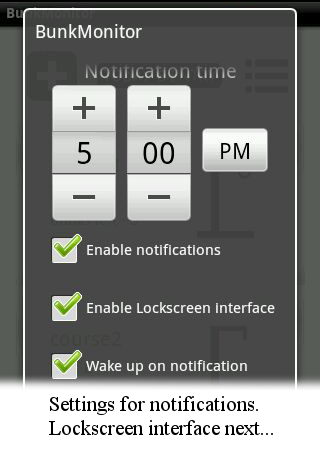 BunkMonitor
BunkMonitor
Notification time
+ +
5 00 PM
− −
Enable notifications
Enable Lockscreen interface
course2
Wake up on notification
Settings for notifications.
Lockscreen interface next...